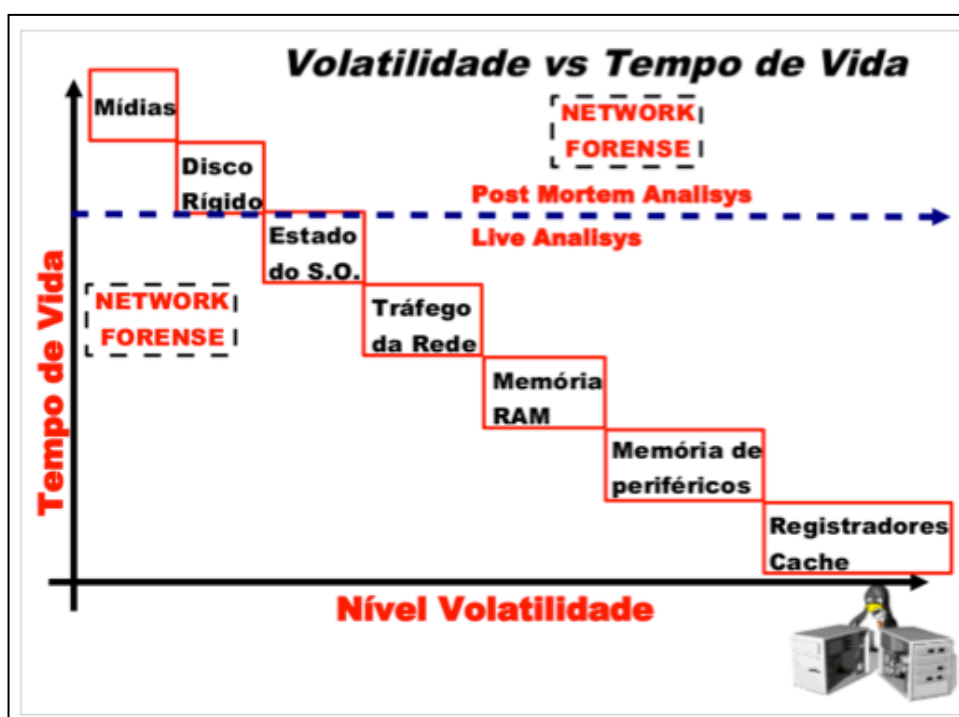 Volatilidade vs Tempo de Vida
Mídias
NETWORK
FORENSE
Disco
Rígido
Post Mortem Analisys
Live Analisys
Estado
do S.O.
NETWORK
FORENSE
Tráfego
da Rede
Memória
RAM
Memória de
periféricos
Registradores
Cache
Tempo de Vida
Nível Volatilidade